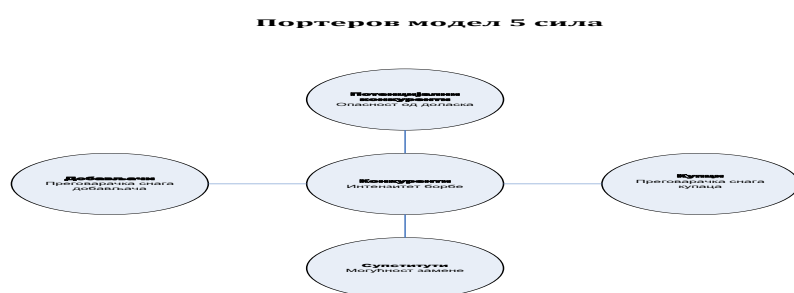 Портеров модел 5 сила
Потенцијални
конкуренти
Опасност од доласка
Добављачи
Преговарачка снага
добављача
Конкуренти
Интензитет борбе
Купци
Преговарачка снага
купаца
Супститути
Могућност замене